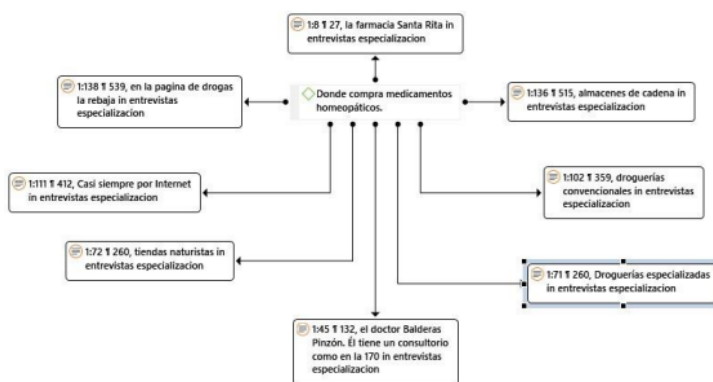 1:8 ¶ 27, la farmacia Santa Rita in
entrevistas especializacion
1:138 ¶ 539, en la pagina de drogas
la rebaja in entrevistas
especializacion
Donde compra medicamentos
homeopáticos.
1:136 ¶ 515, almacenes de cadena in
entrevistas especializacion
1:111 ¶ 412, Casi siempre por Internet
in entrevistas especializacion
1:102 ¶ 359, droguerías
convencionales in entrevistas
especializacion
1:72 ¶ 260, tiendas naturistas in
entrevistas especializacion
1:71 ¶ 260, Droguerías especializadas
in entrevistas especializacion
1:45 ¶ 132, el doctor Balderas
Pinzón. Él tiene un consultorio
como en la 170 in entrevistas
especializacion